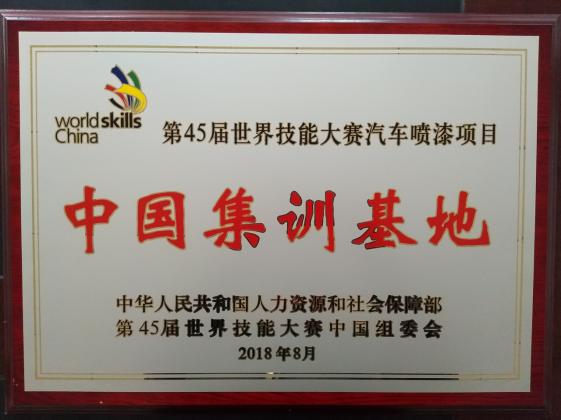 worldskills
China
第45届世界技能大赛汽车喷漆项目
中国集训基地
中华人民共和国人力资源和社会保障部
第45届世界技能大赛中国组委会
2018年8月